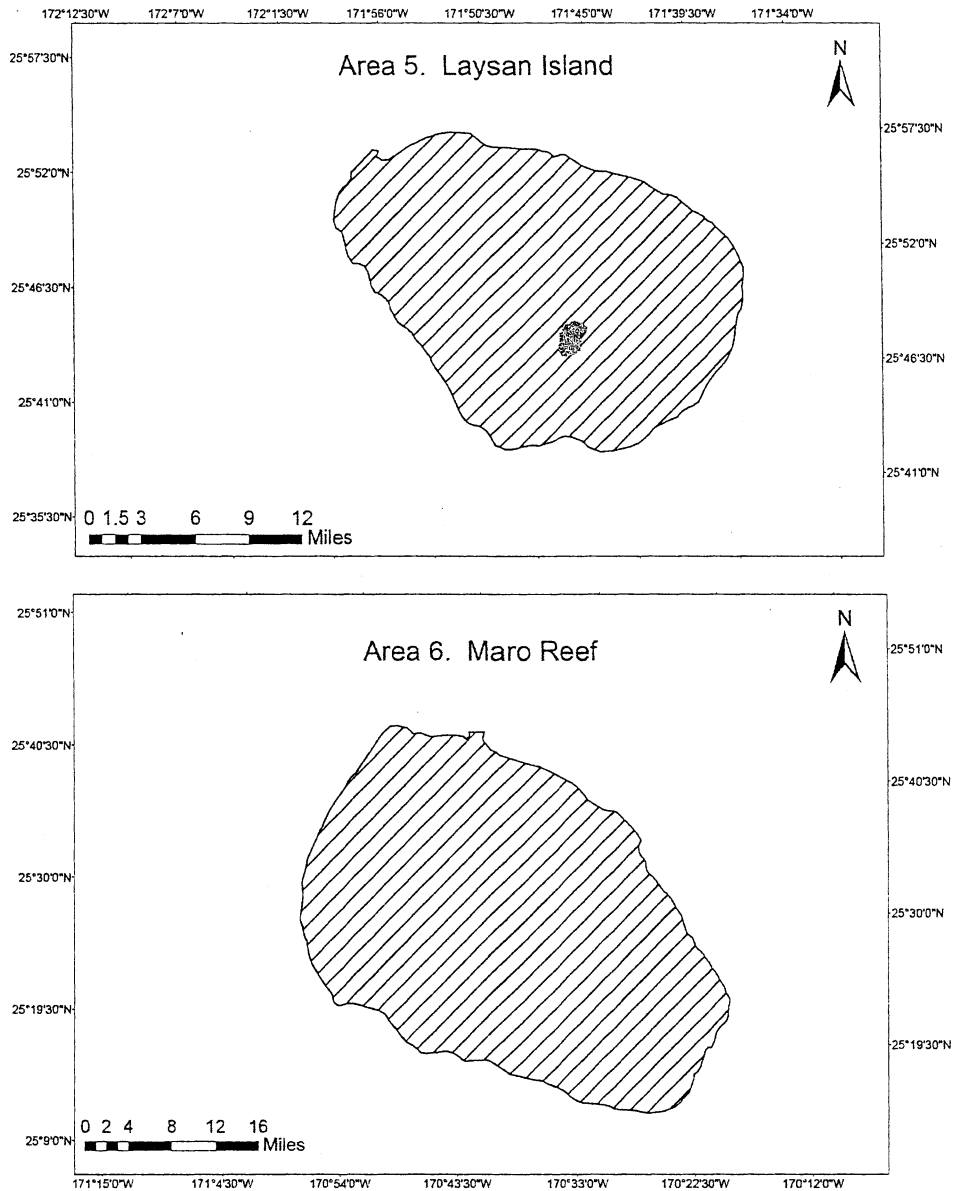 172°12'30"W 172°7'0"W 172°1'30"W 171°56'0"W 171°50'30"W 171°45'0"W 171°39'30"W 171°34'0"W
25°57'30"N
Area 5. Laysan Island
N
25°57'30"N
25°52'0"N
25°52'0"N
25°46'30"N
25°46'30"N
25°41'0"N
25°41'0"N
25°35'30"N
0 1.5 3 6 9 12
Miles
25°51'0"N
Area 6. Maro Reef
N
25°51'0"N
25°40'30"N
25°40'30"N
25°30'0"N
25°30'0"N
25°19'30"N
25°19'30"N
0 2 4 8 12 16
Miles
25°9'0"N
171°15'0"W 171°4'30"W 170°54'0"W 170°43'30"W 170°33'0"W 170°22'30"W 170°12'0"W